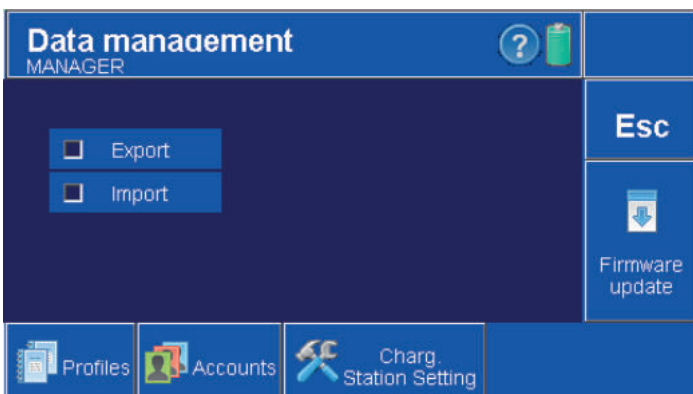 Data management
MANAGER
?
Esc
Export
Import
Firmware
update
Profiles
Accounts
Charg.
Station Setting